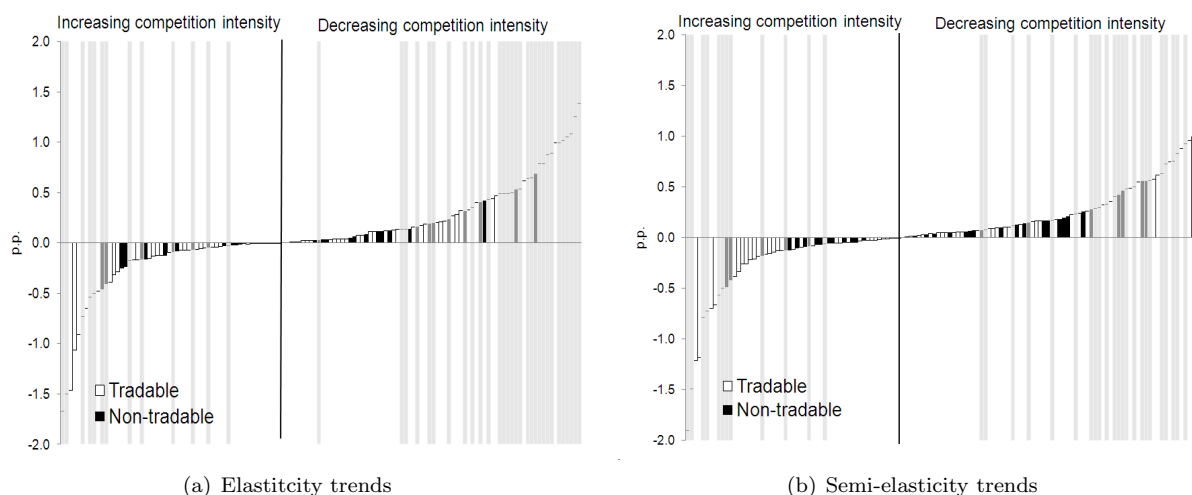 Increasing competition intensity
Decreasing competition intensity
2.0
1.5
1.0
0.5
0.0
-0.5
-1.0
-1.5
-2.0
p.p.
Tradable
Non-tradable
(a) Elastitcity trends
Increasing competition intensity
Decreasing competition intensity
2.0
1.5
1.0
0.5
0.0
-0.5
-1.0
-1.5
-2.0
p.p.
Tradable
Non-tradable
(b) Semi-elasticity trends